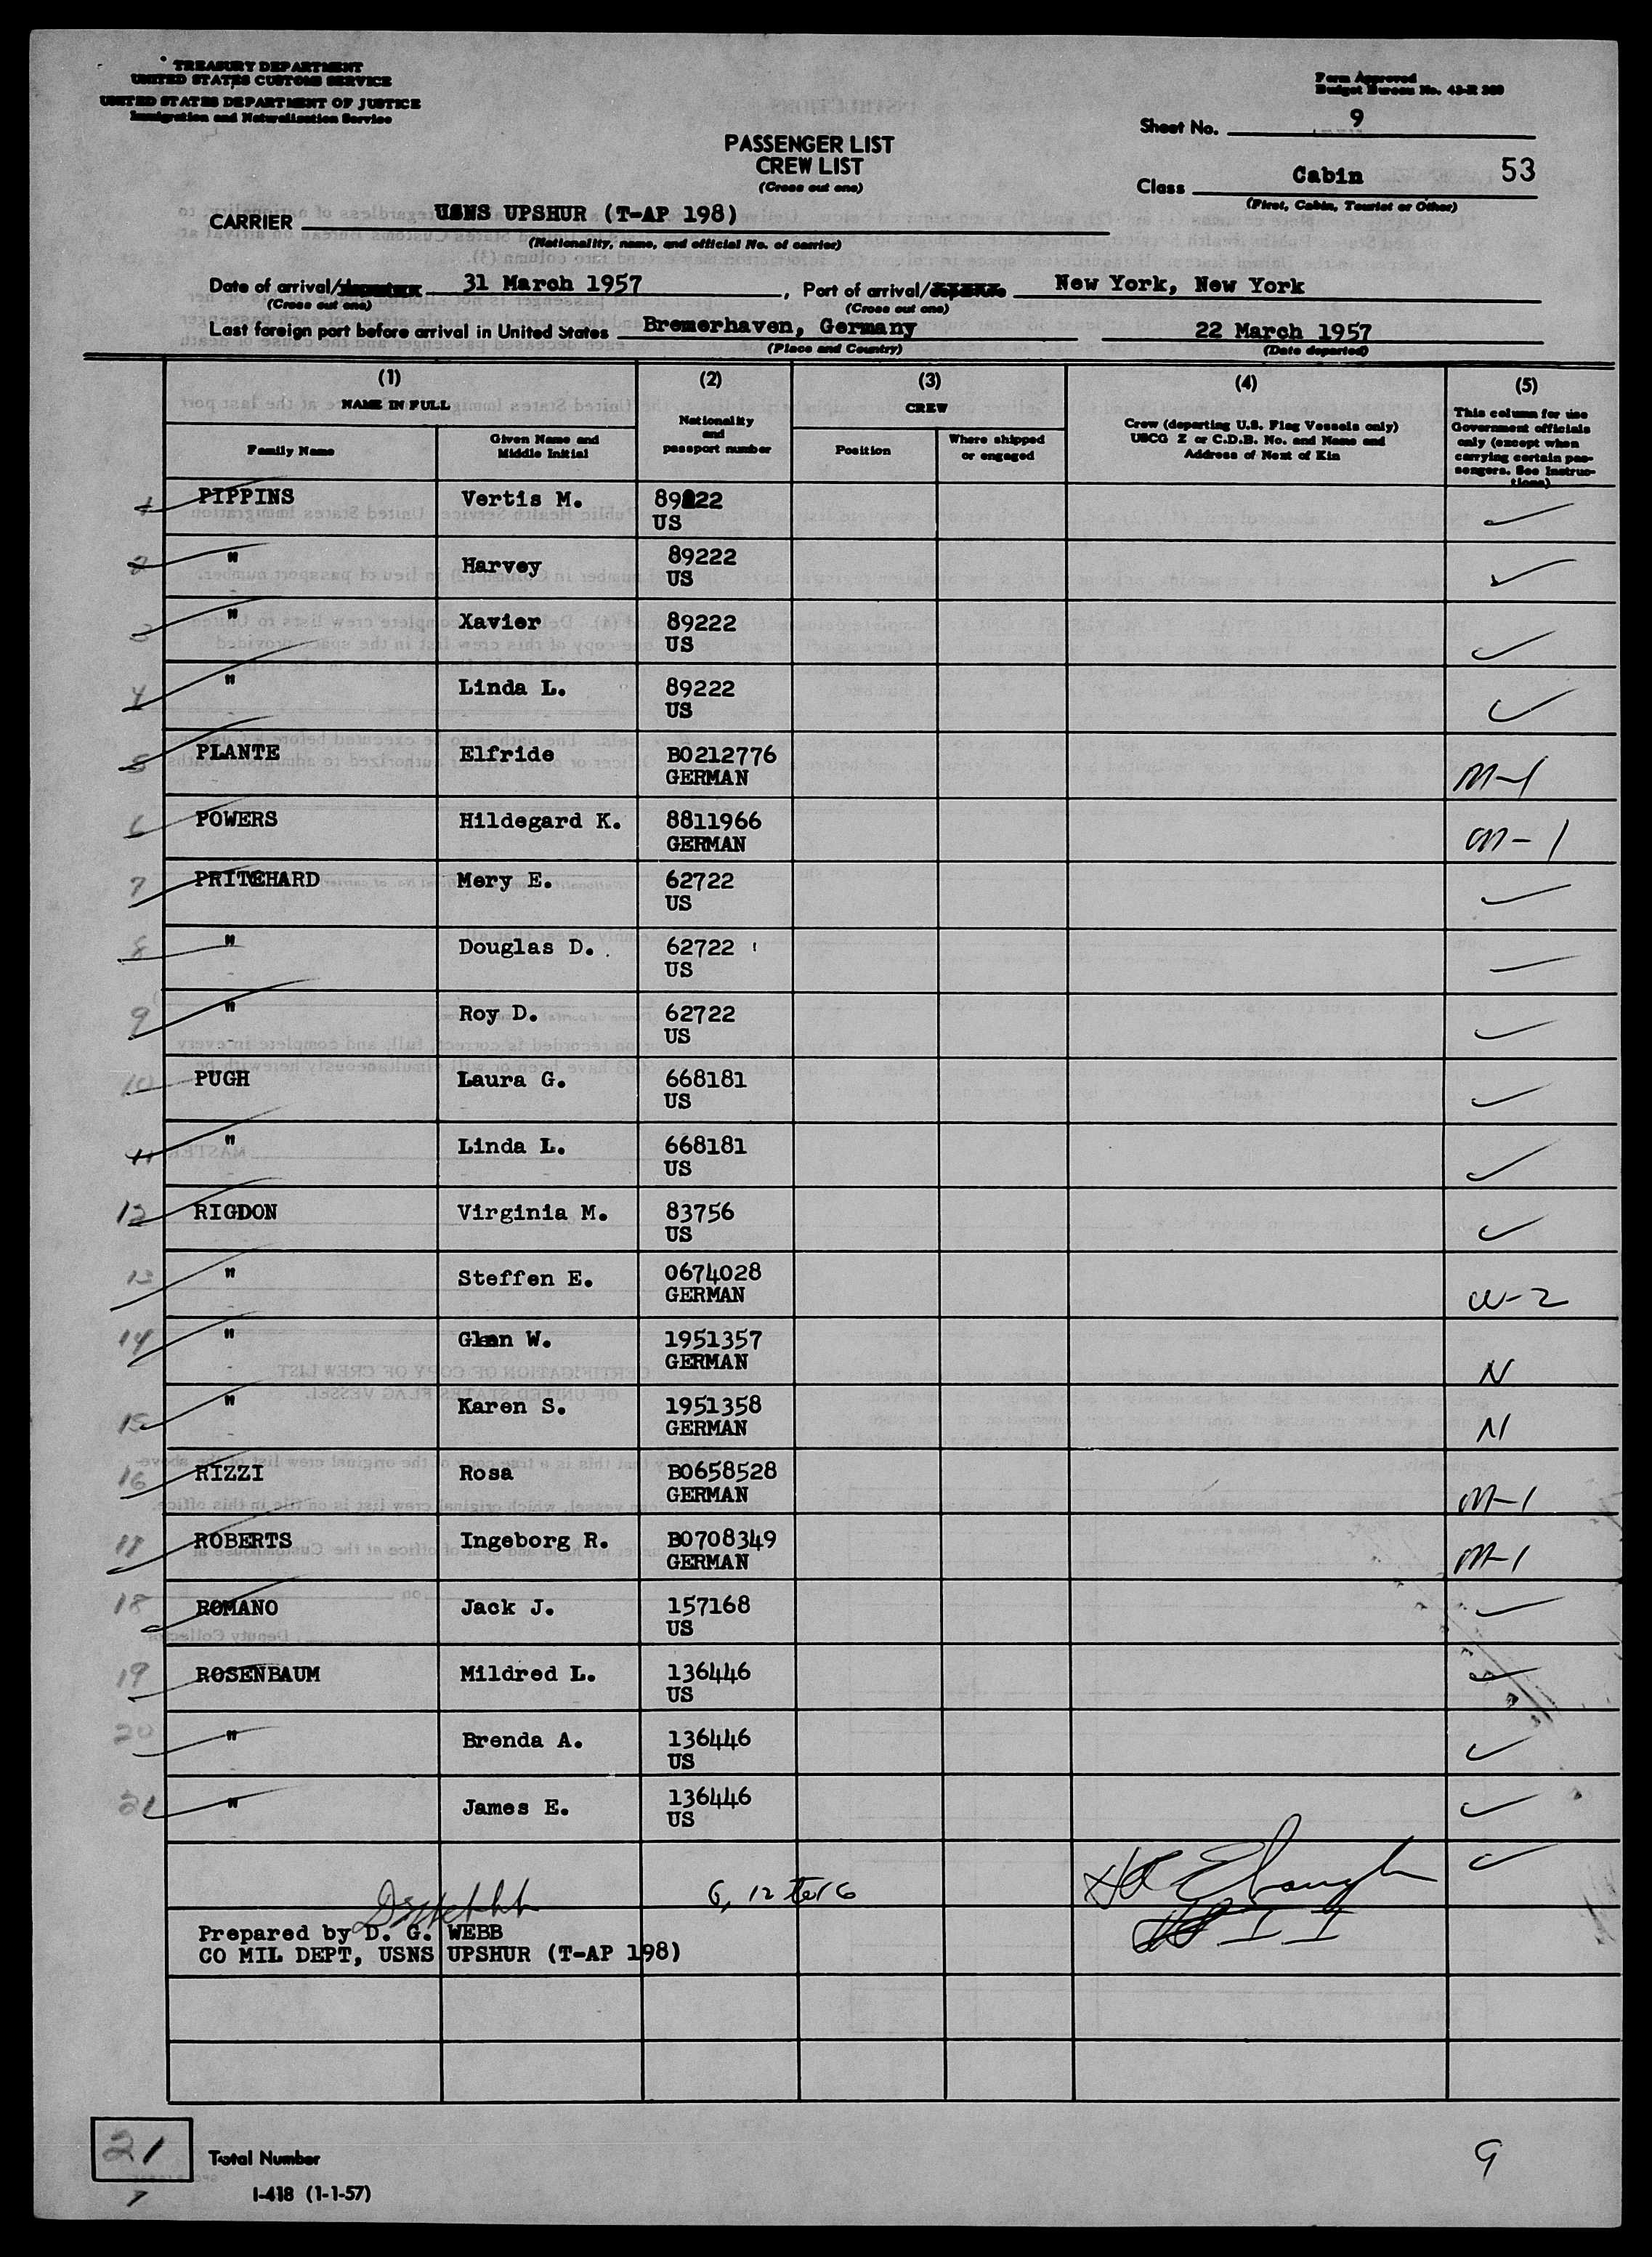 TREASURY DEPARTMENT
UNITED STATES CUSTOMS SERVICE
UNITED STATES DEPARTMENT OF JUSTICE
Immigration and Naturalization Service
Form Approved
Budget Bureau No. 43-R 369
Sheet No. 9
PASSENGER LIST
CREW LIST
(Cross out one)
Class Cabin 53
(First, Cabin, Tourist or Other)
CARRIER USNS UPSHUR (T-AP 198)
(Nationality, name, and official No. of carrier)
Date of arrival/ 31 March 1957, Port of arrival/departure New York, New York
(Cross out one) (Cross out one)
Last foreign port before arrival in United States Bremerhaven, Germany 22 March 1957
(Place and Country) (Date departed)
(1) (2) (3) (4) (5)
NAME IN FULL
Family Name
Given Name and
Middle Initial
Nationality
and
passport number
CREW
Position
Where shipped
or engaged
Crew (departing U.S. Flag Vessels only)
USCG Z or C.D.B. No. and Name and
Address of Next of Kin
This column for use
Government officials
only (except when
carrying certain pas-
sengers. See Instruc-
tions)
1 PIPPINS Vertis M. 89222
US
2 " Harvey 89222
US
3 " Xavier 89222
US
4 " Linda L. 89222
US
5 PLANTE Elfride B0212776
GERMAN M-1
6 POWERS Hildegard K. 8811966
GERMAN M-1
7 PRITCHARD Mery E. 62722
US
8 " Douglas D. 62722
US
9 " Roy D. 62722
US
10 PUGH Laura G. 668181
US
11 " Linda L. 668181
US
12 RIGDON Virginia M. 83756
US
13 " Steffen E. 0674028
GERMAN W-2
14 " Glen W. 1951357
GERMAN N
15 " Karen S. 1951358
GERMAN N
16 RIZZI Rosa B0658528
GERMAN M-1
17 ROBERTS Ingeborg R. B0708349
GERMAN M-1
18 ROMANO Jack J. 157168
US
19 ROSENBAUM Mildred L. 136446
US
20 " Brenda A. 136446
US
21 " James E. 136446
US
Prepared by D. G. WEBB
CO MIL DEPT, USNS UPSHUR (T-AP 198)
21 Total Number
9
I-418 (1-1-57)